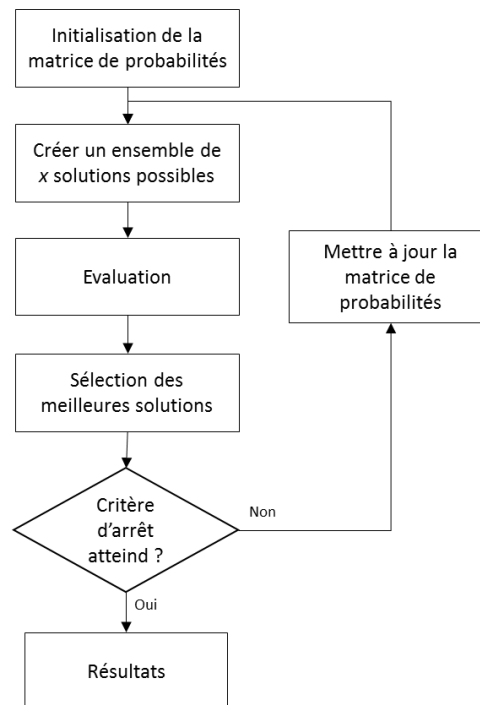 Initialisation de la
matrice de probabilités
Créer un ensemble de
x solutions possibles
Evaluation
Mettre à jour la
matrice de
probabilités
Sélection des
meilleures solutions
Critère
d'arrêt
atteind ?
Non
Oui
Résultats